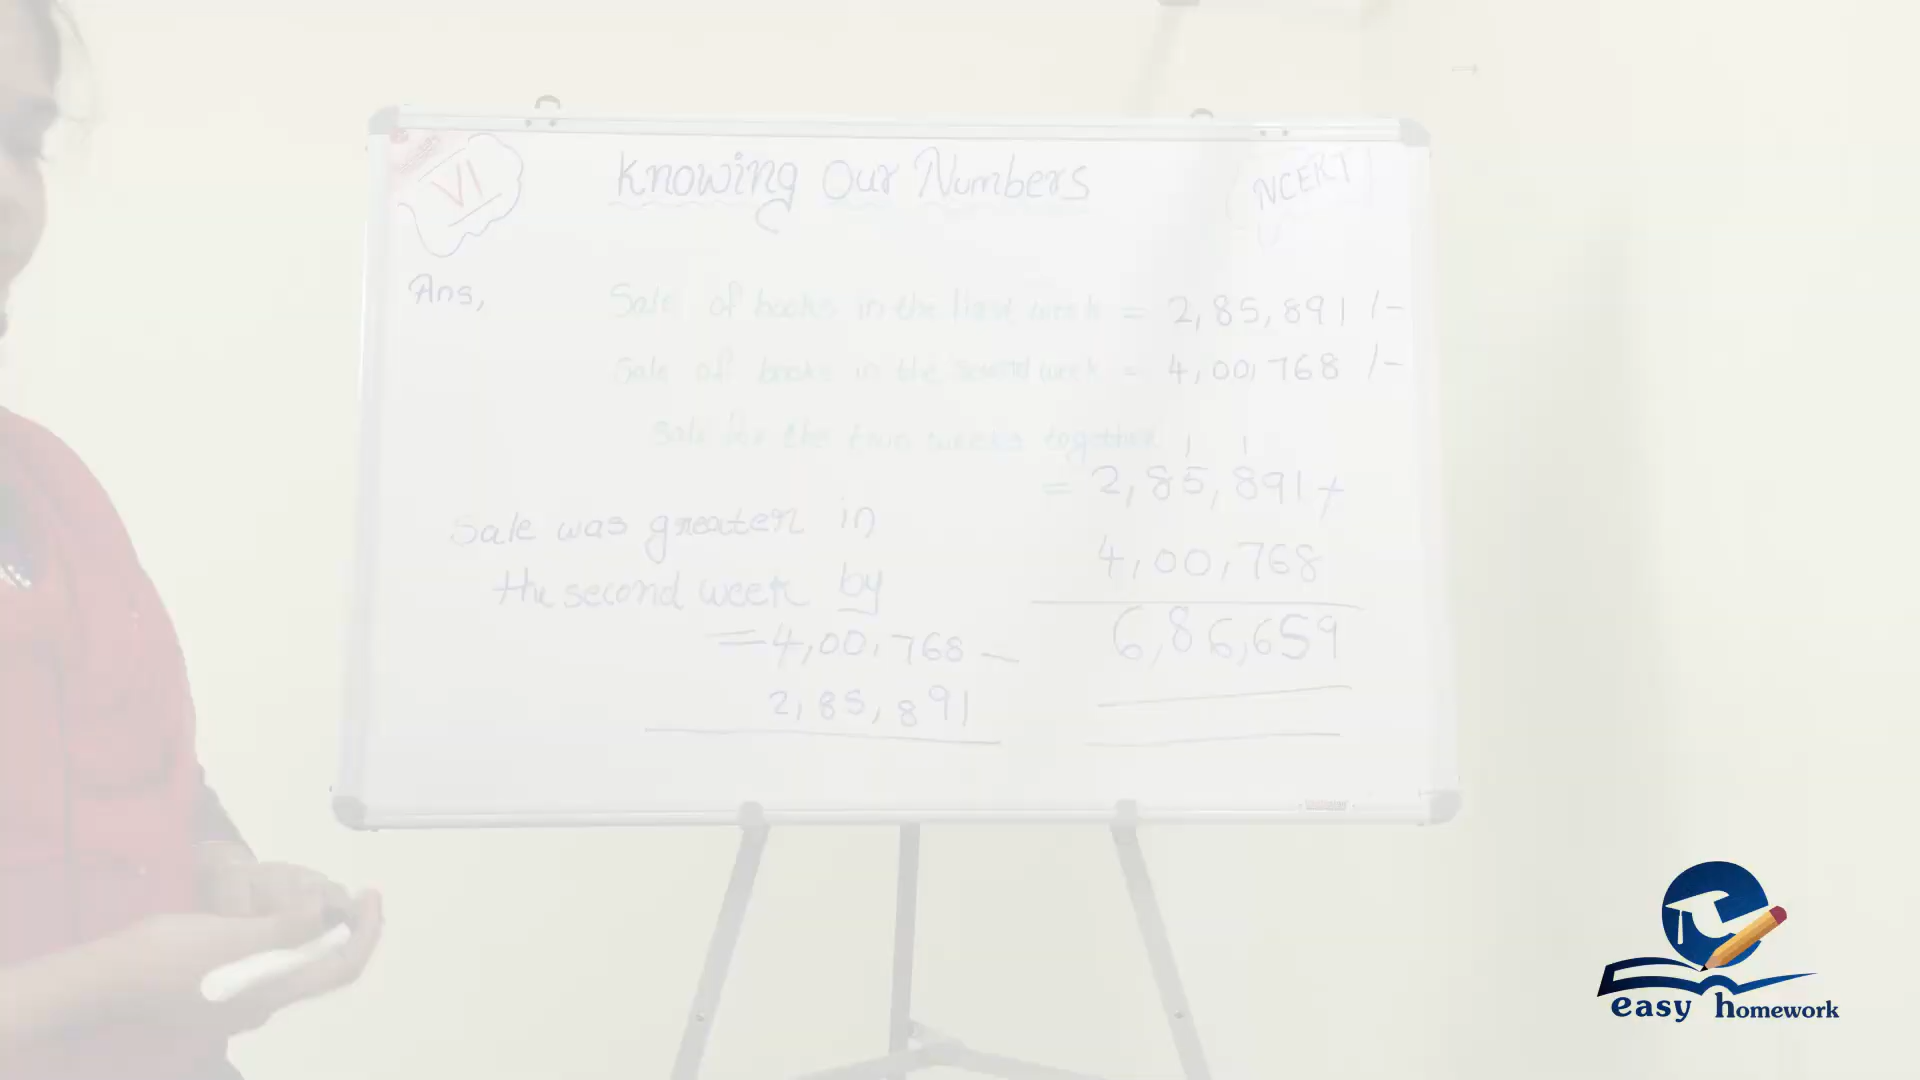 VI
Knowing Our Numbers
NCERT
Ans,
Sale of books in the first week = 2,85,891 /-
Sale of books in the second week = 4,00,768 /-
Sale for the two weeks together
1 1
= 2,85,891 +
4,00,768
6,86,659
Sale was greater in
the second week by
= 4,00,768 -
2,85,891
easy homework